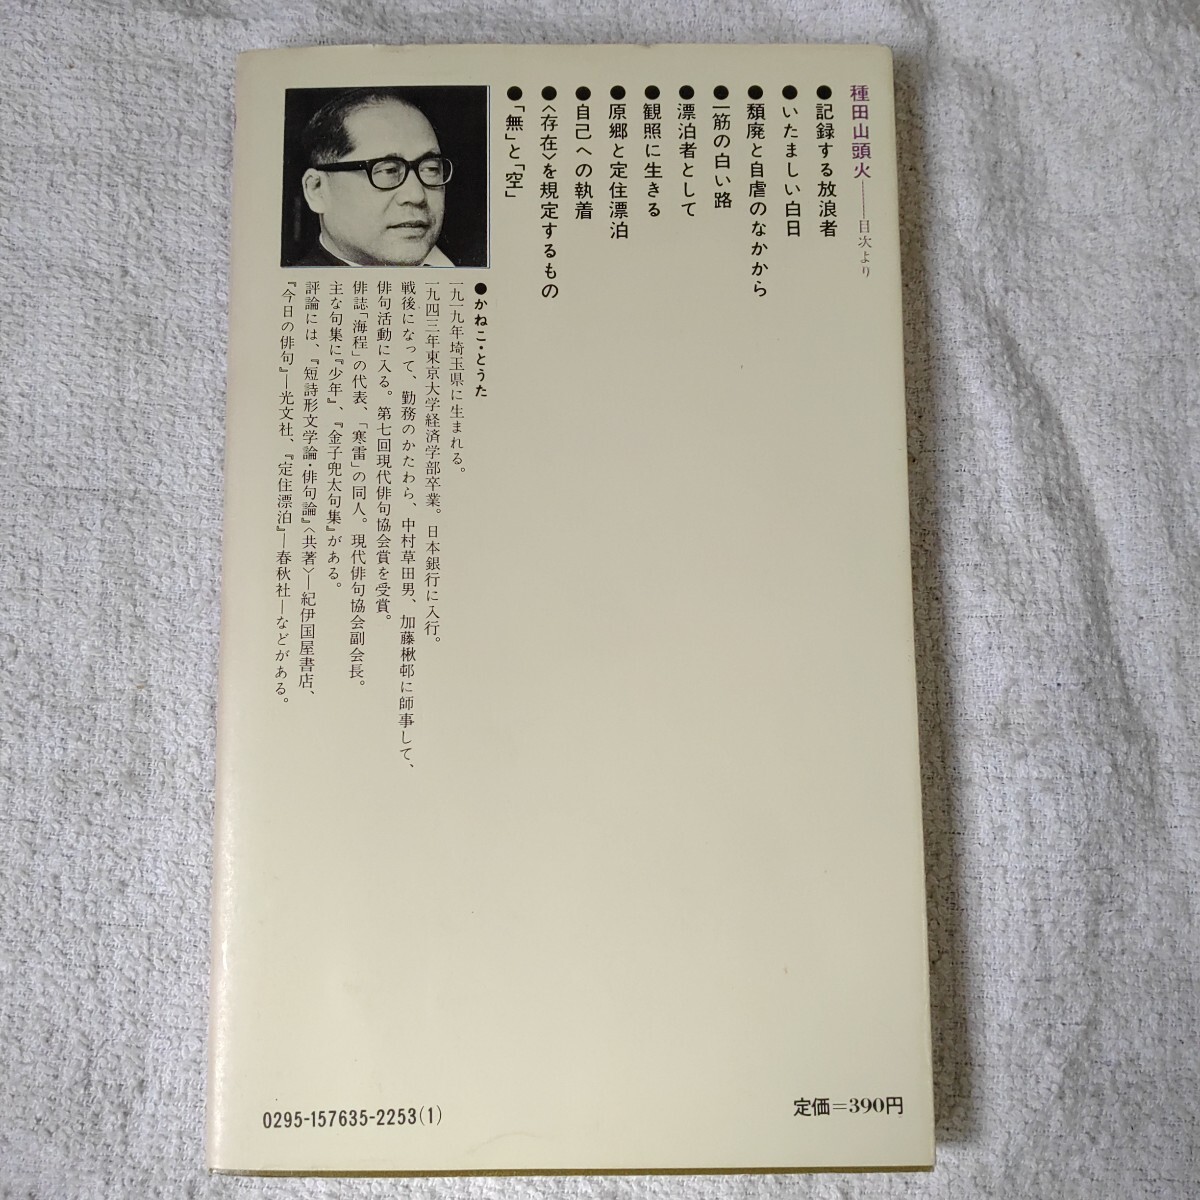 種田山頭火——目次より
●記録する放浪者
●いたましい白日
●頽廃と自虐のなかから
●一筋の白い路
●漂泊者として
●観照に生きる
●原郷と定住漂泊
●自己への執着
●〈存在〉を規定するもの
●「無」と「空」
●かねこ・とうた
一九一九年埼玉県に生まれる。
一九四三年東京大学経済学部卒業。日本銀行に入行。
戦後になって、勤務のかたわら、中村草田男、加藤楸邨に師事して、
俳句活動に入る。第七回現代俳句協会賞を受賞。
俳誌「海程」の代表、「寒雷」の同人。現代俳句協会副会長。
主な句集に『少年』、『金子兜太句集』がある。
評論には、『短詩形文学論・俳句論』〈共著〉—紀伊国屋書店、
『今日の俳句』—光文社、『定住漂泊』—春秋社—などがある。
0295-157635-2253(1)
定価=390円